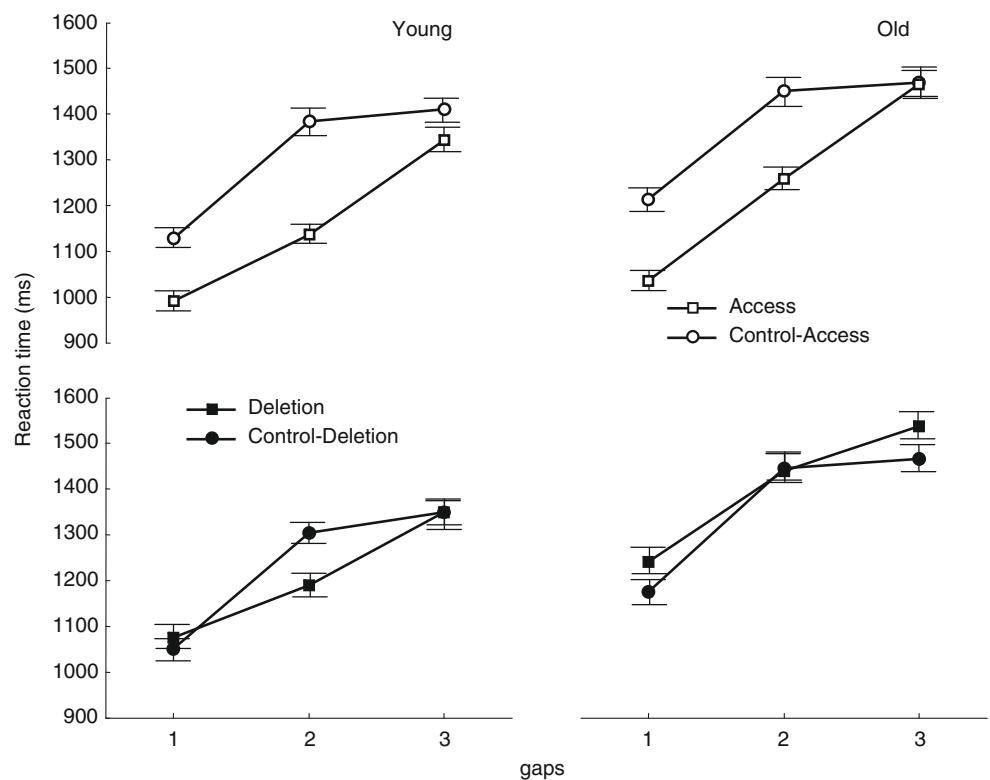 Young
Old
1600
1500
1400
1300
1200
1100
1000
900
Access
Control-Access
Reaction time (ms)
1600
1500
1400
1300
1200
1100
1000
900
Deletion
Control-Deletion
1 2 3
1 2 3
gaps